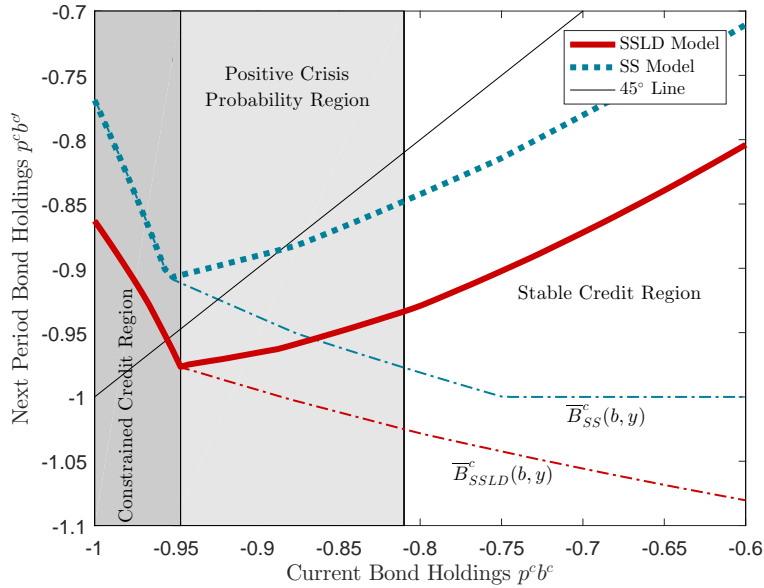 -0.7
-0.75
-0.8
-0.85
-0.9
-0.95
-1
-1.05
-1.1
Next Period Bond Holdings p^c b^c′
Constrained Credit Region
Positive Crisis
Probability Region
SSLD Model
SS Model
45° Line
Stable Credit Region
B̅^c_SS(b, y)
B̅^c_SSLD(b, y)
-1
-0.95
-0.9
-0.85
-0.8
-0.75
-0.7
-0.65
-0.6
Current Bond Holdings p^c b^c